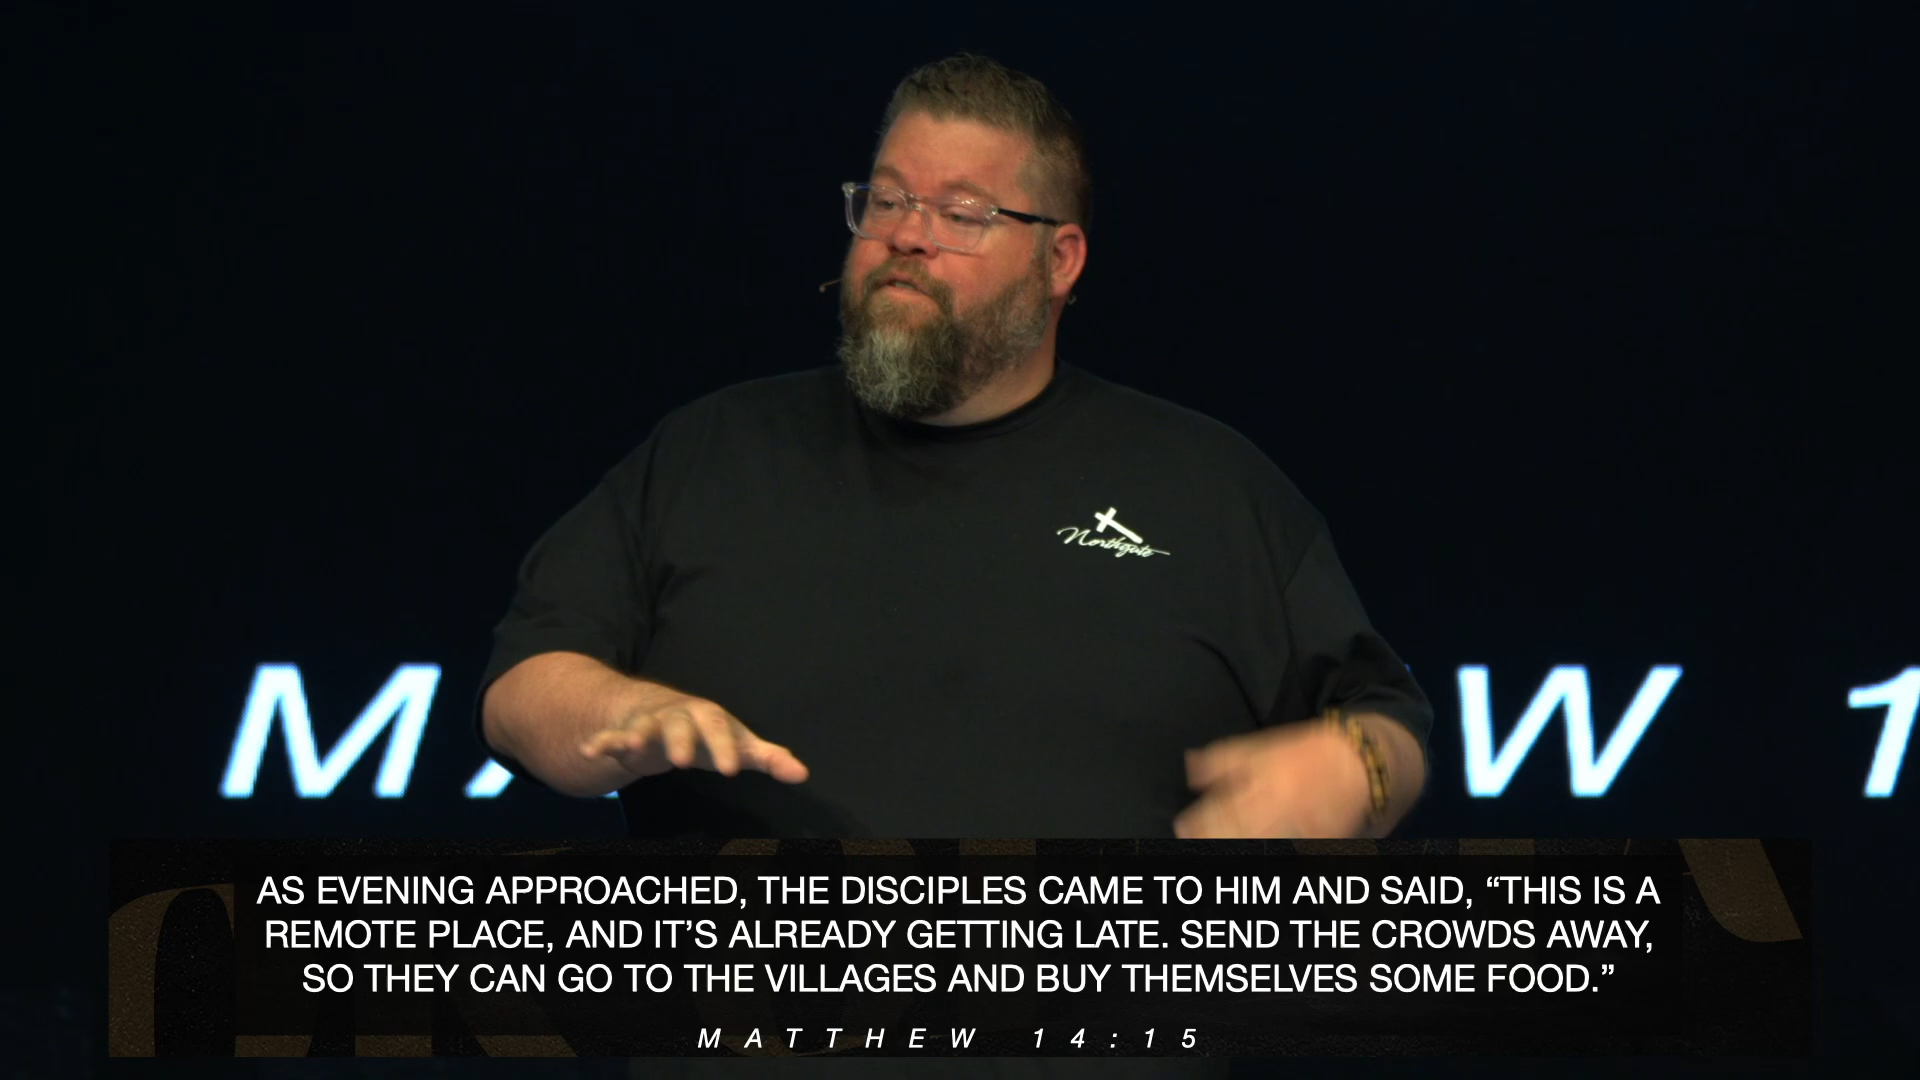 Northgate
M
W 1
AS EVENING APPROACHED, THE DISCIPLES CAME TO HIM AND SAID, “THIS IS A
REMOTE PLACE, AND IT’S ALREADY GETTING LATE. SEND THE CROWDS AWAY,
SO THEY CAN GO TO THE VILLAGES AND BUY THEMSELVES SOME FOOD.”
MATTHEW 14:15